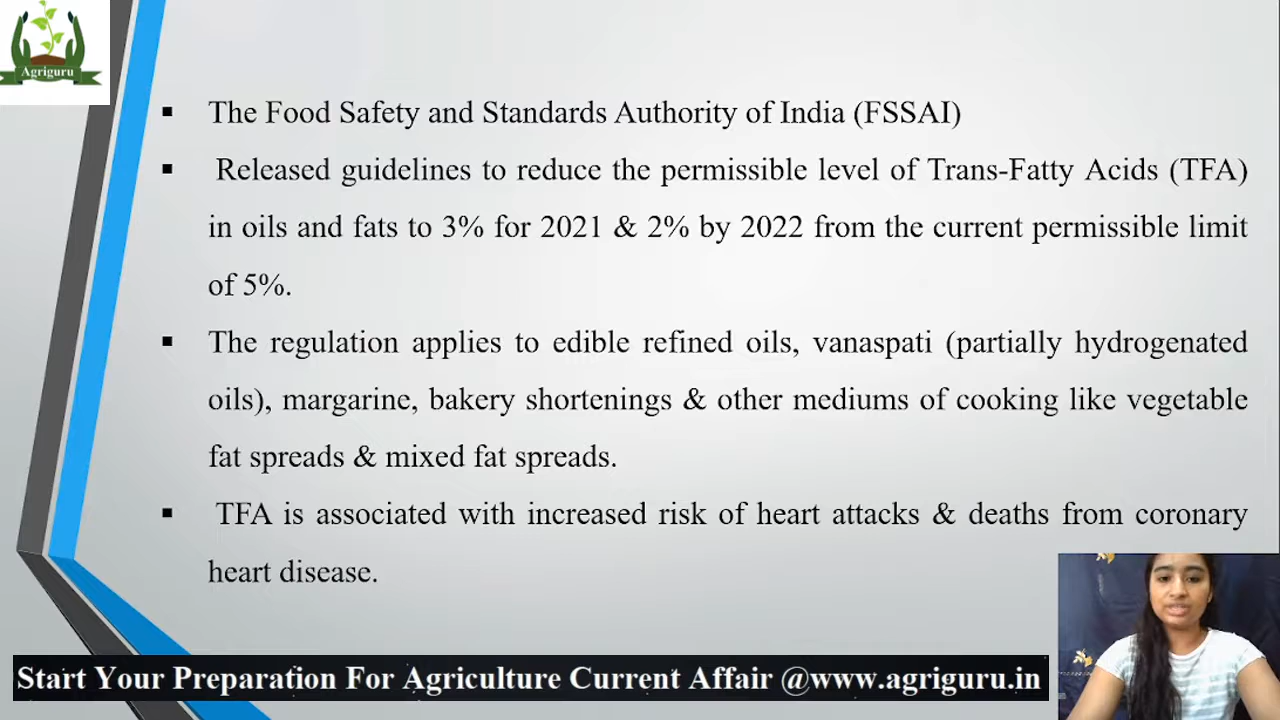 Agriguru
▪ The Food Safety and Standards Authority of India (FSSAI)
▪ Released guidelines to reduce the permissible level of Trans-Fatty Acids (TFA)
in oils and fats to 3% for 2021 & 2% by 2022 from the current permissible limit
of 5%.
▪ The regulation applies to edible refined oils, vanaspati (partially hydrogenated
oils), margarine, bakery shortenings & other mediums of cooking like vegetable
fat spreads & mixed fat spreads.
▪ TFA is associated with increased risk of heart attacks & deaths from coronary
heart disease.
Start Your Preparation For Agriculture Current Affair @www.agriguru.in